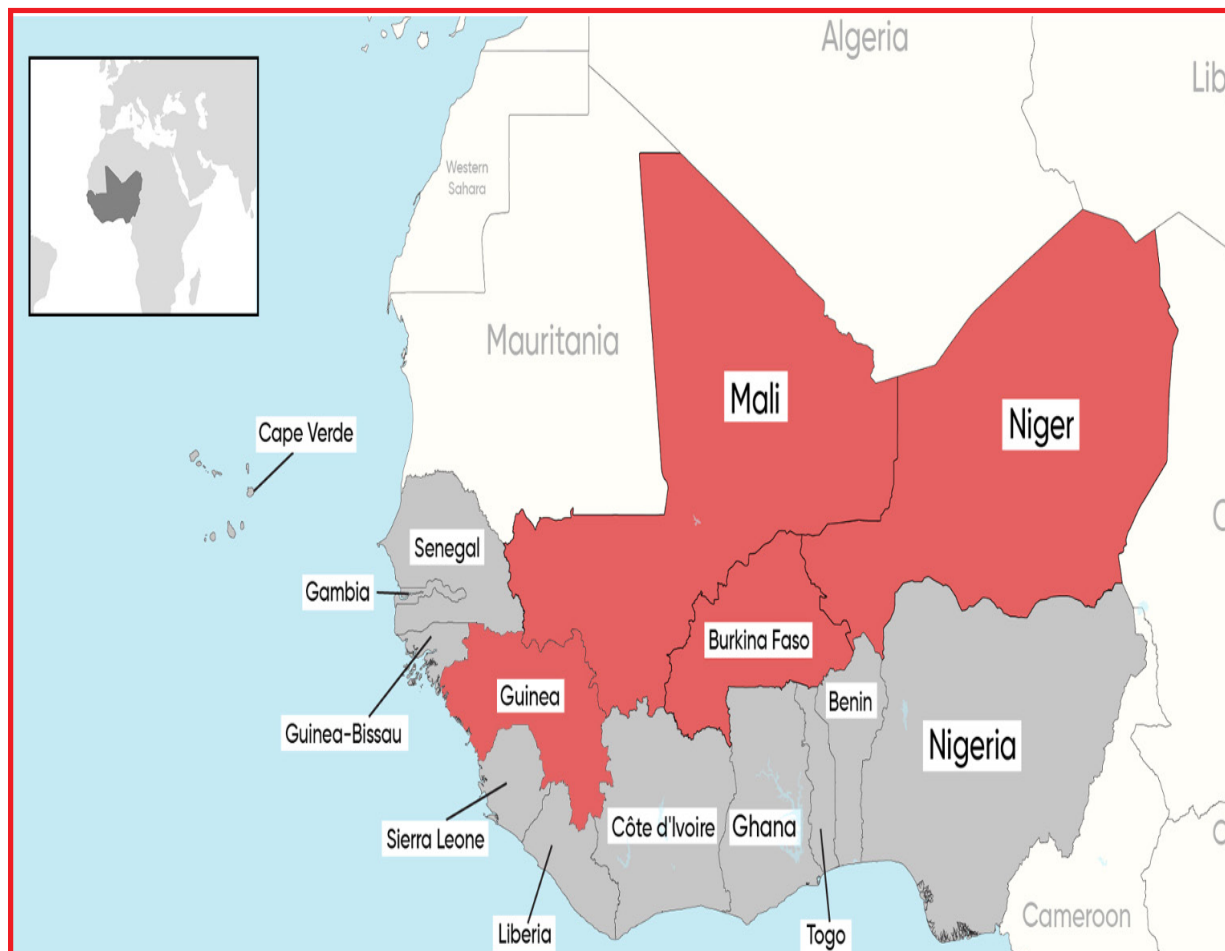 Algeria
Lib
Western
Sahara
Mauritania
Mali
Niger
Cape Verde
C
Senegal
Gambia
Burkina Faso
Guinea
Benin
Guinea-Bissau
Nigeria
Sierra Leone
Côte d'Ivoire
Ghana
C
Liberia
Togo
Cameroon